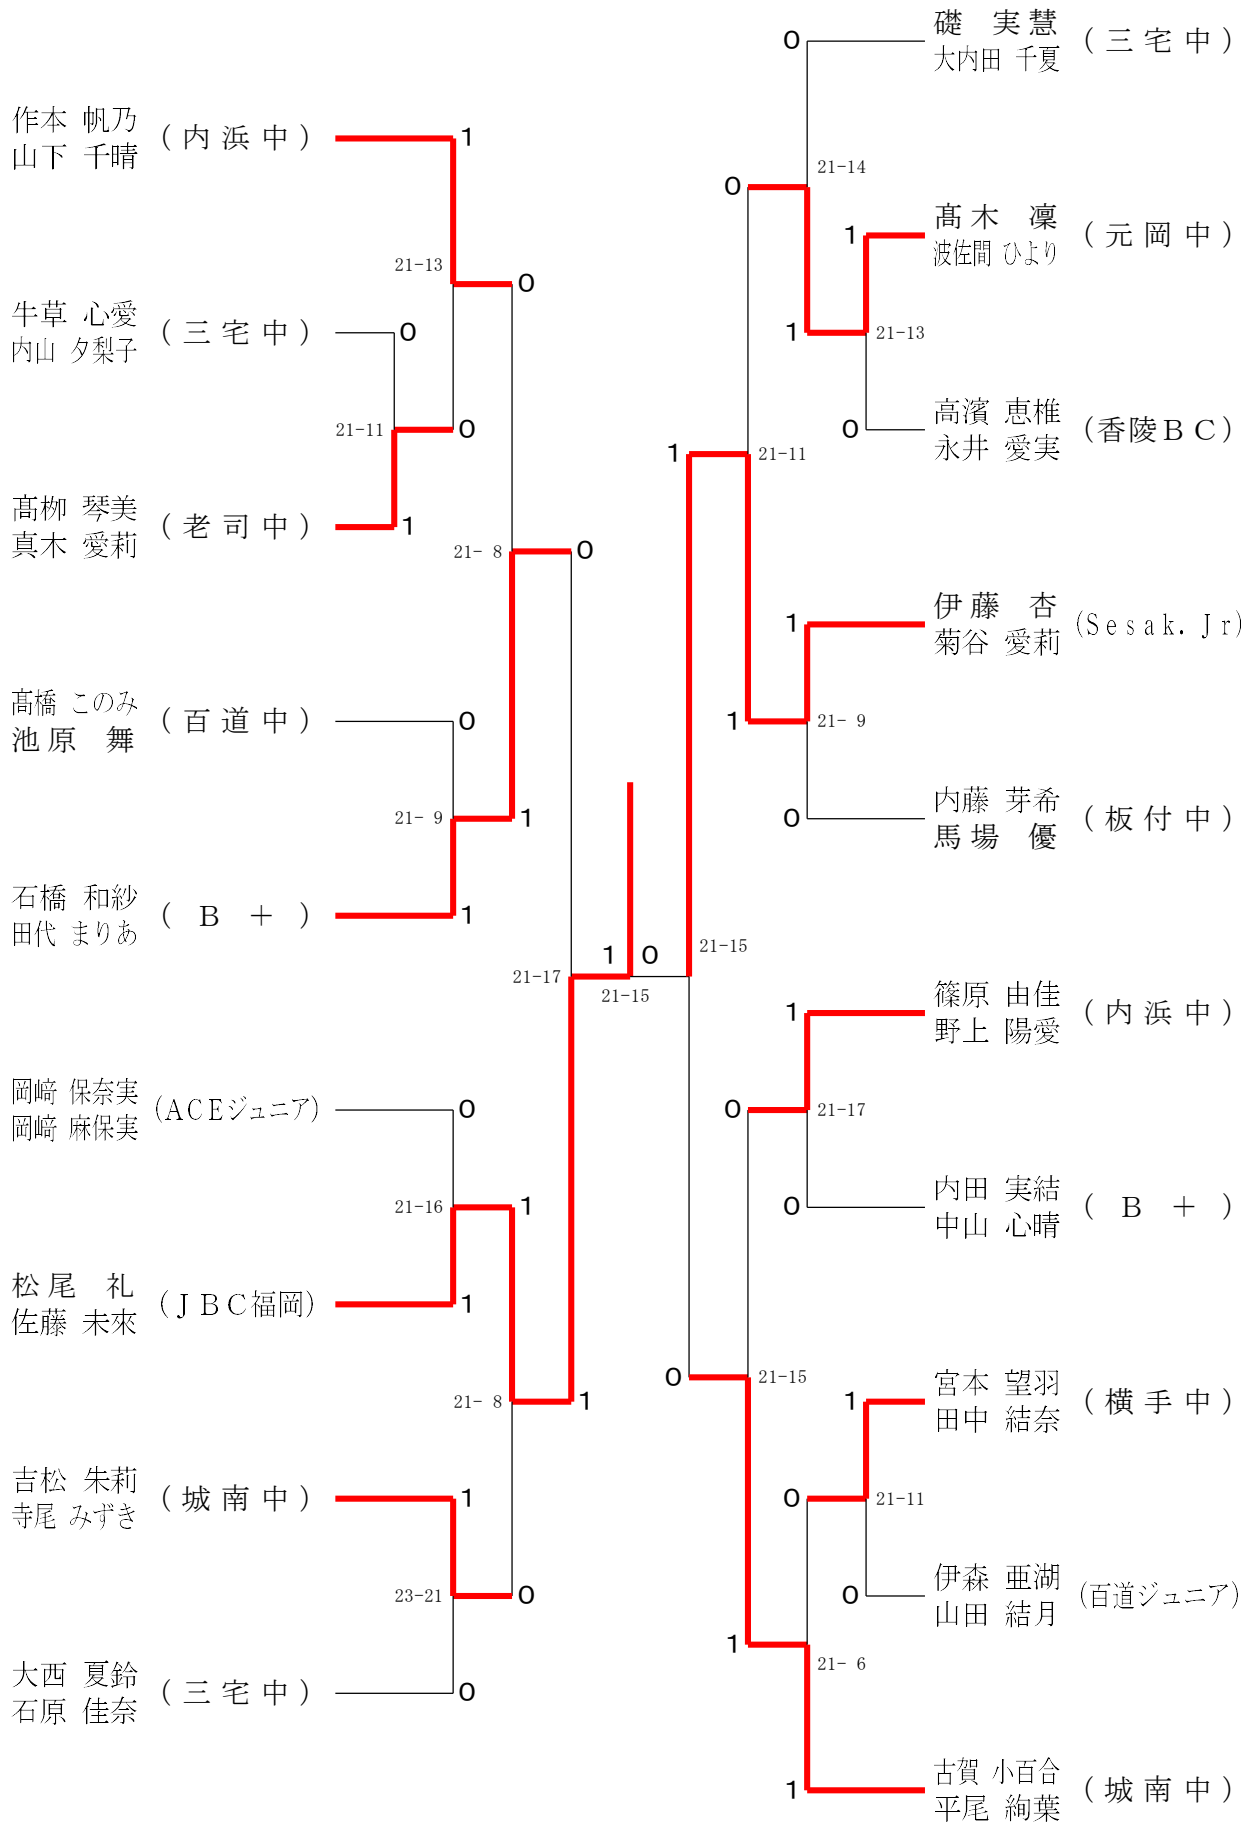 作本 帆乃
山下 千晴
(内浜中)
1
21-13
0
牛草 心愛
内山 夕梨子
(三宅中)
0
21-11
0
髙栁 琴美
真木 愛莉
(老司中)
1
21- 8
0
髙橋 このみ
池原 舞
(百道中)
0
21- 9
1
石橋 和紗
田代 まりあ
(B+)
1
21-17
1
0
21-15
岡﨑 保奈実
岡﨑 麻保実
(ACEジュニア)
0
21-16
1
松尾 礼
佐藤 未來
(JBC福岡)
1
21- 8
1
吉松 朱莉
寺尾 みずき
(城南中)
1
23-21
0
大西 夏鈴
石原 佳奈
(三宅中)
0
0
礎 実慧
大内田 千夏
(三宅中)
0
21-14
1
髙木 凜
波佐間 ひより
(元岡中)
1
21-13
0
高濱 恵椎
永井 愛実
(香陵BC)
1
21-11
1
伊藤 杏
菊谷 愛莉
(Sesak.Jr)
1
21- 9
0
内藤 芽希
馬場 優
(板付中)
21-15
1
篠原 由佳
野上 陽愛
(内浜中)
0
21-17
0
内田 実結
中山 心晴
(B+)
0
21-15
1
宮本 望羽
田中 結奈
(横手中)
0
21-11
0
伊森 亜湖
山田 結月
(百道ジュニア)
1
21- 6
1
古賀 小百合
平尾 絢葉
(城南中)